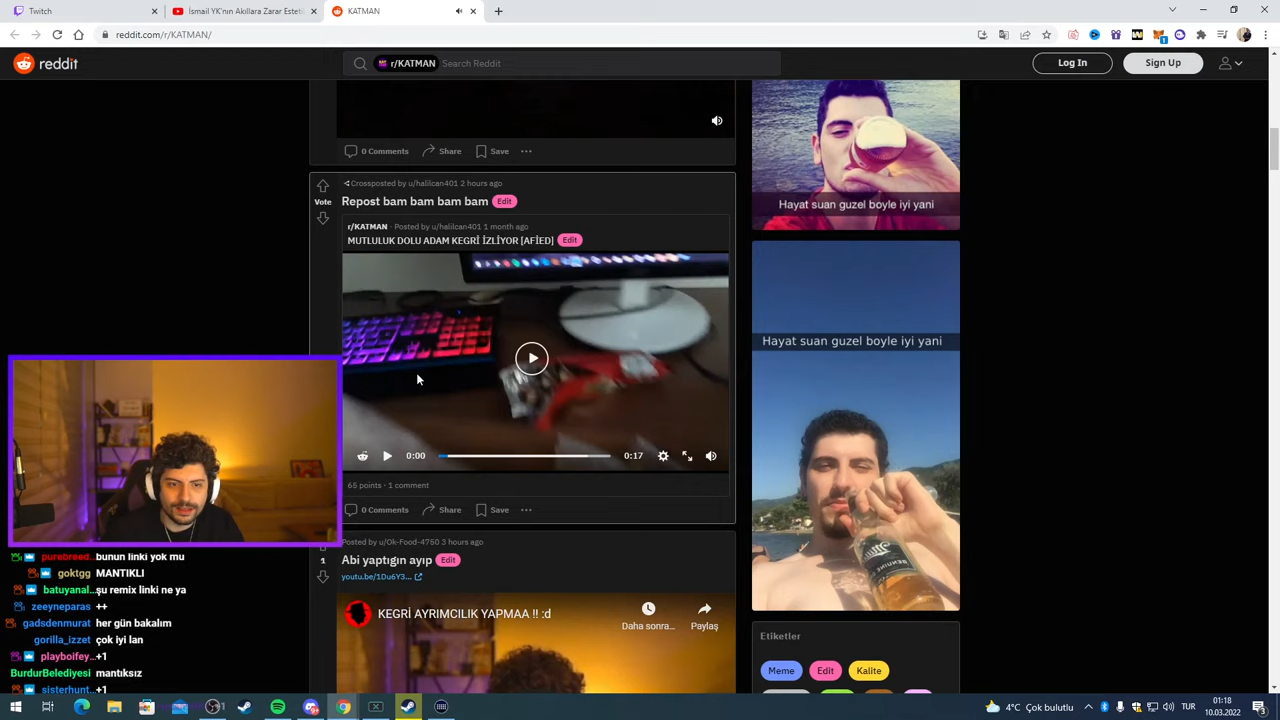 Twitch
İsmail YK'nın Akıllara Zarar Esteti
KATMAN
reddit.com/r/KATMAN/
reddit
r/KATMAN
Search Reddit
Log In
Sign Up
0 Comments
Share
Save
Hayat suan guzel boyle iyi yani
Crossposted by u/halilcan401 2 hours ago
Vote
Repost bam bam bam bam
Edit
r/KATMAN · Posted by u/halilcan401 1 month ago
MUTLULUK DOLU ADAM KEGRİ İZLİYOR [AFİED]
Edit
Hayat suan guzel boyle iyi yani
0:00
0:17
65 points · 1 comment
0 Comments
Share
Save
Posted by u/Ok-Food-4750 3 hours ago
1
Abi yaptıgın ayıp
Edit
youtu.be/1Du6Y3...
KEGRİ AYRIMCILIK YAPMAA !! :d
Daha sonra...
Paylaş
Etiketler
Meme
Edit
Kalite
purebreed... bunun linki yok mu
goktgg MANTIKLI
batuyanal... şu remix linki ne ya
zeeyneparas ++
gadsdenmurat her gün bakalım
gorilla_izzet çok iyi lan
playboifey... +1
BurdurBelediyesi mantıksız
sisterhunt... +1
4°C Çok bulutlu
TUR
01:18
10.03.2022
3